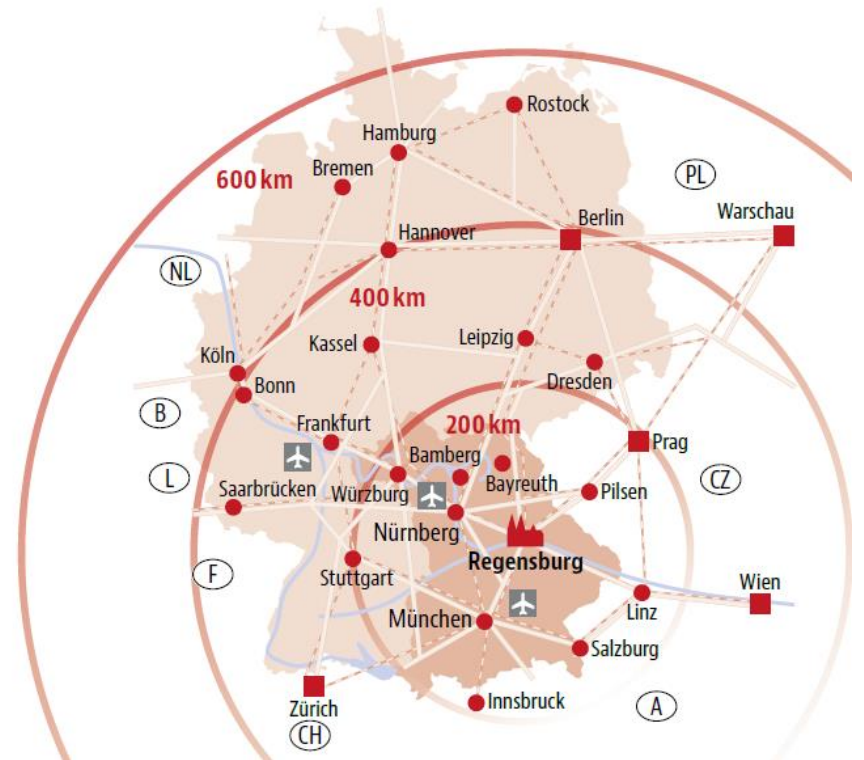 Rostock
Hamburg
Bremen
600 km
PL
Warschau
Berlin
Hannover
NL
400 km
Kassel
Leipzig
Köln
Dresden
Bonn
B
Frankfurt
200 km
Bamberg
Prag
L
Saarbrücken
Würzburg
Bayreuth
Pilsen
CZ
Nürnberg
Regensburg
F
Stuttgart
Wien
München
Linz
Salzburg
Zürich
Innsbruck
A
CH